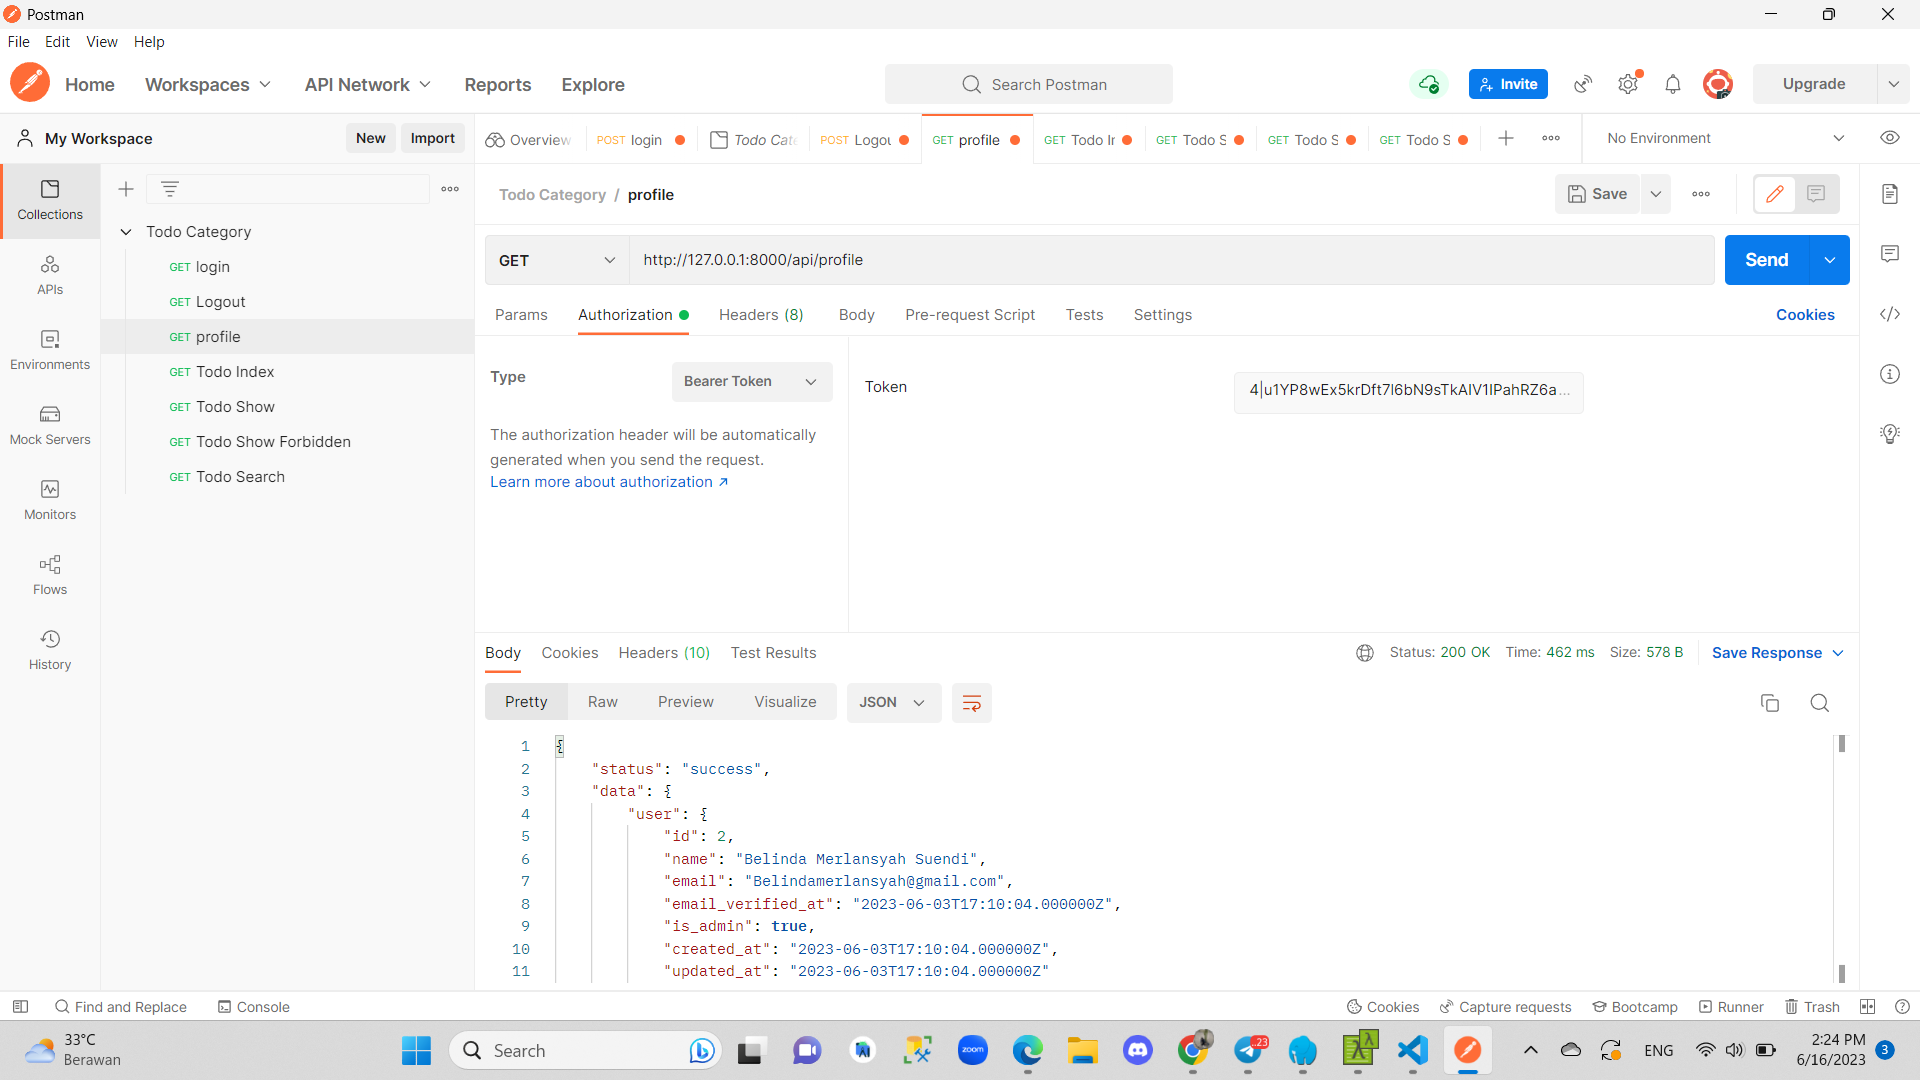 Postman
File Edit View Help
Home Workspaces API Network Reports Explore
Search Postman
Invite
Upgrade
My Workspace
New
Import
Overview
POST login
Todo Cate
POST Logou
GET profile
GET Todo Ir
GET Todo S
GET Todo S
GET Todo S
No Environment
Collections
APIs
Environments
Mock Servers
Monitors
Flows
History
Todo Category
GET login
GET Logout
GET profile
GET Todo Index
GET Todo Show
GET Todo Show Forbidden
GET Todo Search
Todo Category / profile
Save
GET http://127.0.0.1:8000/api/profile
Send
Params Authorization Headers (8) Body Pre-request Script Tests Settings
Cookies
Type
Bearer Token
The authorization header will be automatically
generated when you send the request.
Learn more about authorization
Token
4|u1YP8wEx5krDft7I6bN9sTkAIV1IPahRZ6a...
Body Cookies Headers (10) Test Results
Status: 200 OK Time: 462 ms Size: 578 B
Save Response
Pretty Raw Preview Visualize JSON
1 {
2 "status": "success",
3 "data": {
4 "user": {
5 "id": 2,
6 "name": "Belinda Merlansyah Suendi",
7 "email": "Belindamerlansyah@gmail.com",
8 "email_verified_at": "2023-06-03T17:10:04.000000Z",
9 "is_admin": true,
10 "created_at": "2023-06-03T17:10:04.000000Z",
11 "updated_at": "2023-06-03T17:10:04.000000Z"
Find and Replace Console
Cookies Capture requests Bootcamp Runner Trash
33°C
Berawan
Search
zoom
23
ENG
2:24 PM
6/16/2023
3